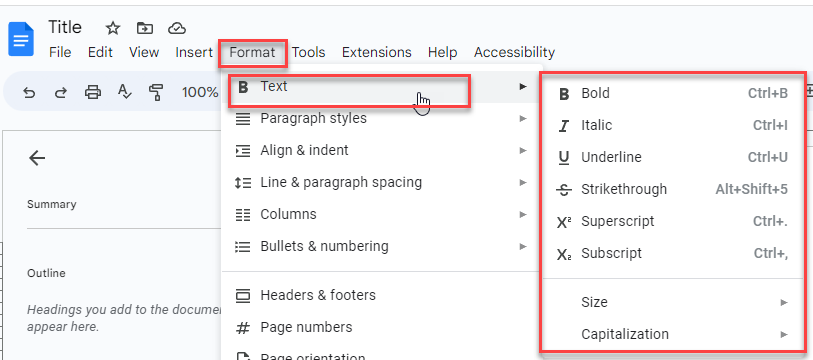 Title
File Edit View Insert Format Tools Extensions Help Accessibility
100%
B Text
Paragraph styles
Align & indent
Line & paragraph spacing
Columns
Bullets & numbering
Headers & footers
# Page numbers
Page orientation
B Bold Ctrl+B
I Italic Ctrl+I
U Underline Ctrl+U
S Strikethrough Alt+Shift+5
X² Superscript Ctrl+.
X₂ Subscript Ctrl+,
Size
Capitalization
Summary
Outline
Headings you add to the docume
appear here.